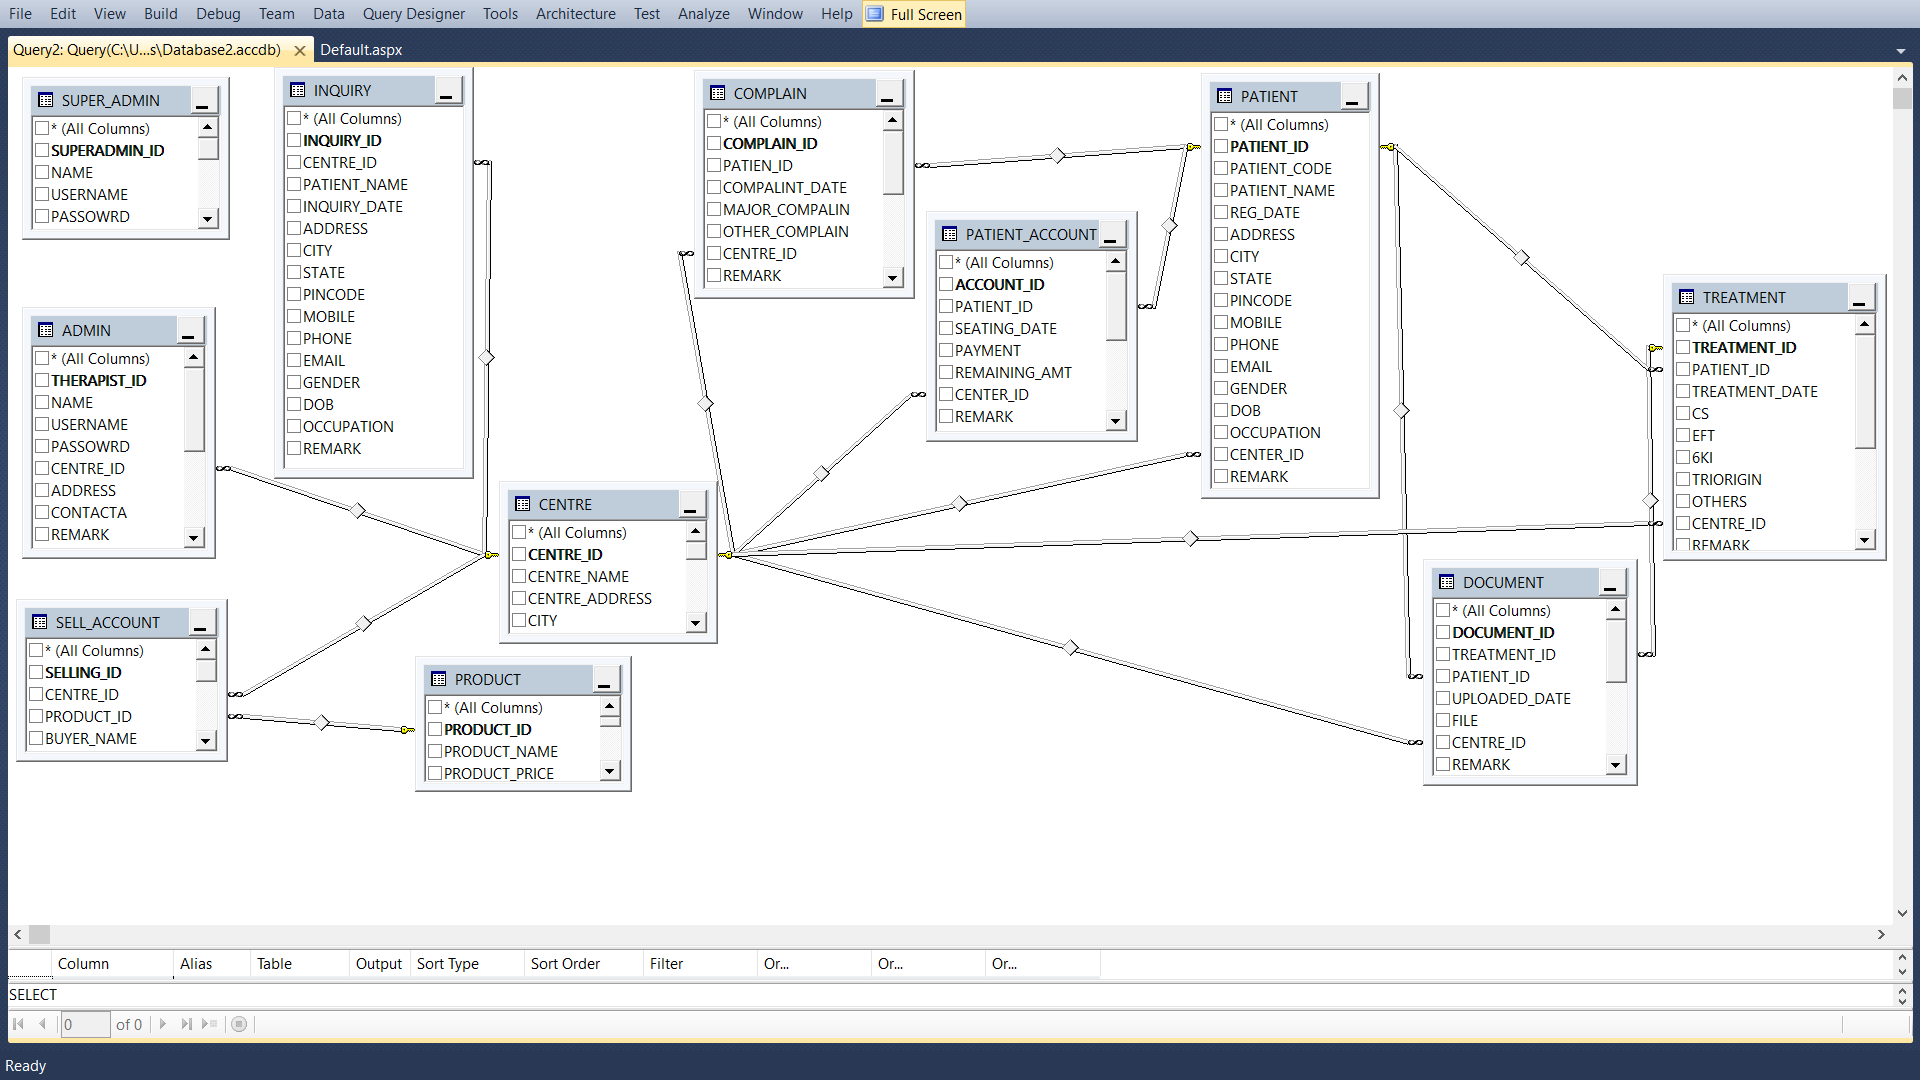 File Edit View Build Debug Team Data Query Designer Tools Architecture Test Analyze Window Help Full Screen
Query2: Query(C:\U...s\Database2.accdb) Default.aspx
SUPER_ADMIN
* (All Columns)
SUPERADMIN_ID
NAME
USERNAME
PASSOWRD
INQUIRY
* (All Columns)
INQUIRY_ID
CENTRE_ID
PATIENT_NAME
INQUIRY_DATE
ADDRESS
CITY
STATE
PINCODE
MOBILE
PHONE
EMAIL
GENDER
DOB
OCCUPATION
REMARK
COMPLAIN
* (All Columns)
COMPLAIN_ID
PATIEN_ID
COMPALINT_DATE
MAJOR_COMPALIN
OTHER_COMPLAIN
CENTRE_ID
REMARK
PATIENT_ACCOUNT
* (All Columns)
ACCOUNT_ID
PATIENT_ID
SEATING_DATE
PAYMENT
REMAINING_AMT
CENTER_ID
REMARK
PATIENT
* (All Columns)
PATIENT_ID
PATIENT_CODE
PATIENT_NAME
REG_DATE
ADDRESS
CITY
STATE
PINCODE
MOBILE
PHONE
EMAIL
GENDER
DOB
OCCUPATION
CENTER_ID
REMARK
TREATMENT
* (All Columns)
TREATMENT_ID
PATIENT_ID
TREATMENT_DATE
CS
EFT
6KI
TRIORIGIN
OTHERS
CENTRE_ID
REMARK
ADMIN
* (All Columns)
THERAPIST_ID
NAME
USERNAME
PASSOWRD
CENTRE_ID
ADDRESS
CONTACTA
REMARK
CENTRE
* (All Columns)
CENTRE_ID
CENTRE_NAME
CENTRE_ADDRESS
CITY
SELL_ACCOUNT
* (All Columns)
SELLING_ID
CENTRE_ID
PRODUCT_ID
BUYER_NAME
PRODUCT
* (All Columns)
PRODUCT_ID
PRODUCT_NAME
PRODUCT_PRICE
DOCUMENT
* (All Columns)
DOCUMENT_ID
TREATMENT_ID
PATIENT_ID
UPLOADED_DATE
FILE
CENTRE_ID
REMARK
Column Alias Table Output Sort Type Sort Order Filter Or... Or... Or...
SELECT
0 of 0
Ready